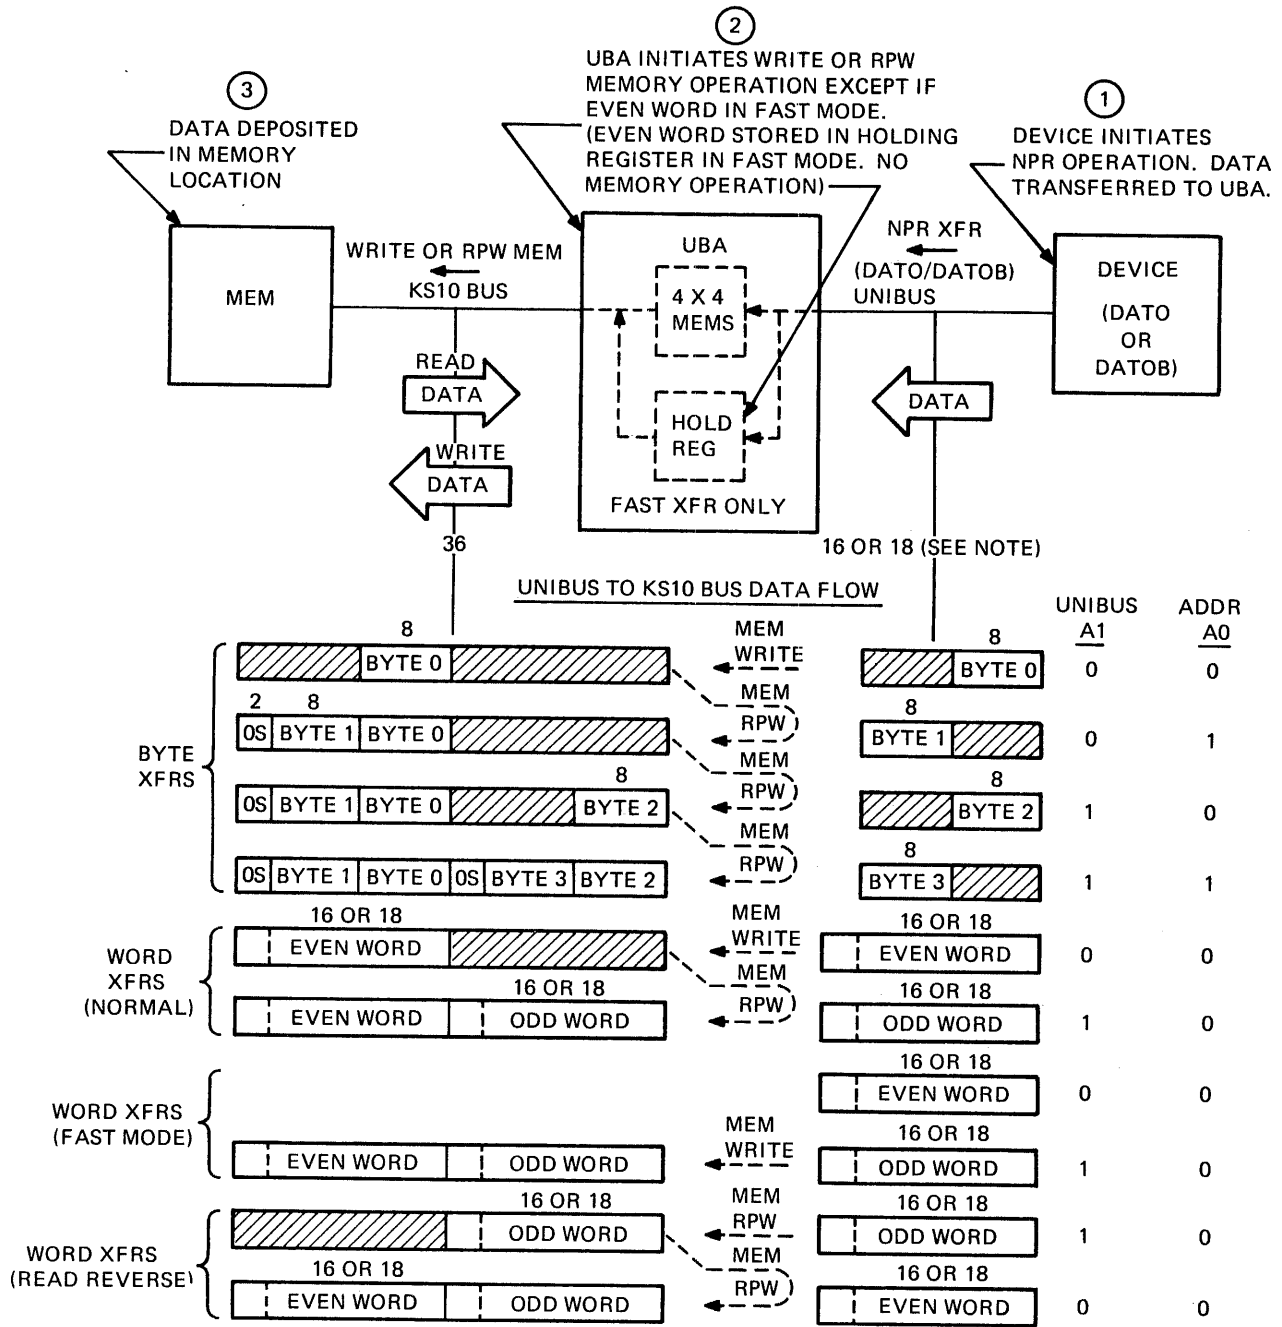 2
UBA INITIATES WRITE OR RPW
MEMORY OPERATION EXCEPT IF
EVEN WORD IN FAST MODE.
(EVEN WORD STORED IN HOLDING
REGISTER IN FAST MODE. NO
MEMORY OPERATION)
3
DATA DEPOSITED
IN MEMORY
LOCATION
1
DEVICE INITIATES
NPR OPERATION. DATA
TRANSFERRED TO UBA.
MEM
WRITE OR RPW MEM
KS10 BUS
UBA
4 X 4
MEMS
HOLD
REG
FAST XFR ONLY
NPR XFR
(DATO/DATOB)
UNIBUS
DEVICE
(DATO
OR
DATOB)
READ
DATA
WRITE
DATA
DATA
36
16 OR 18 (SEE NOTE)
UNIBUS TO KS10 BUS DATA FLOW
UNIBUS ADDR
A1 A0
BYTE
XFRS
8
BYTE 0
MEM
WRITE
8
BYTE 0 0 0
2 8
0S BYTE 1 BYTE 0
MEM
RPW
8
BYTE 1 0 1
8
0S BYTE 1 BYTE 0 BYTE 2
MEM
RPW
8
BYTE 2 1 0
0S BYTE 1 BYTE 0 0S BYTE 3 BYTE 2
MEM
RPW
8
BYTE 3 1 1
WORD
XFRS
(NORMAL)
16 OR 18
EVEN WORD
MEM
WRITE
16 OR 18
EVEN WORD 0 0
16 OR 18
EVEN WORD ODD WORD
MEM
RPW
16 OR 18
ODD WORD 1 0
WORD XFRS
(FAST MODE)
16 OR 18
EVEN WORD 0 0
EVEN WORD ODD WORD
MEM
WRITE
16 OR 18
ODD WORD 1 0
WORD XFRS
(READ REVERSE)
16 OR 18
ODD WORD
MEM
RPW
16 OR 18
ODD WORD 1 0
16 OR 18
EVEN WORD ODD WORD
MEM
RPW
16 OR 18
EVEN WORD 0 0